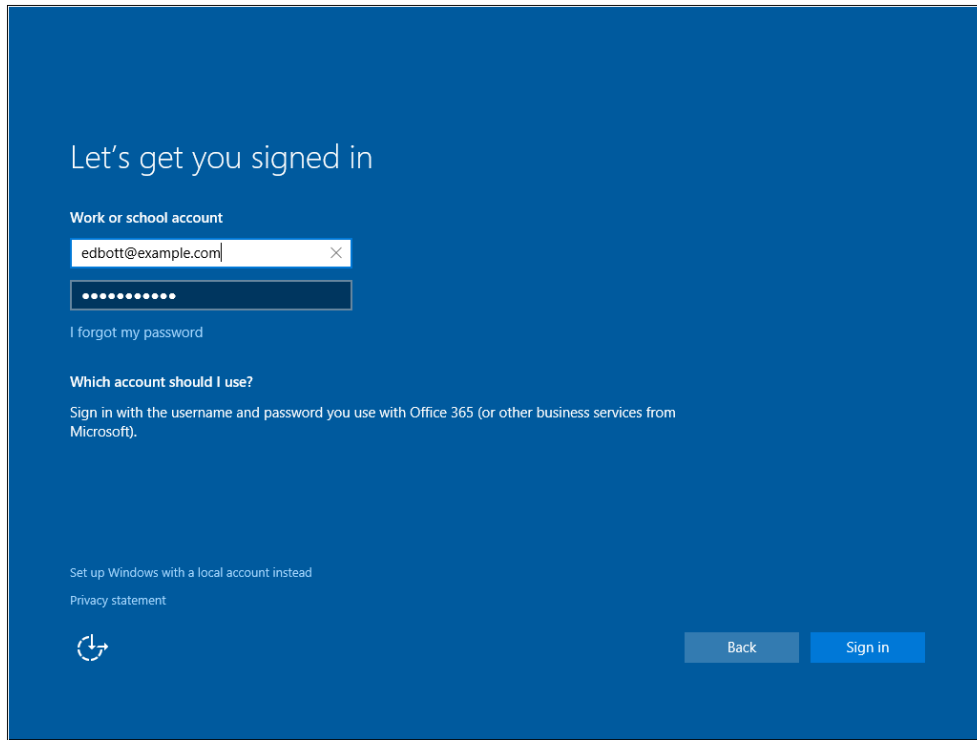 Let's get you signed in
Work or school account
edbott@example.com
●●●●●●●●●●●
I forgot my password
Which account should I use?
Sign in with the username and password you use with Office 365 (or other business services from
Microsoft).
Set up Windows with a local account instead
Privacy statement
Back
Sign in